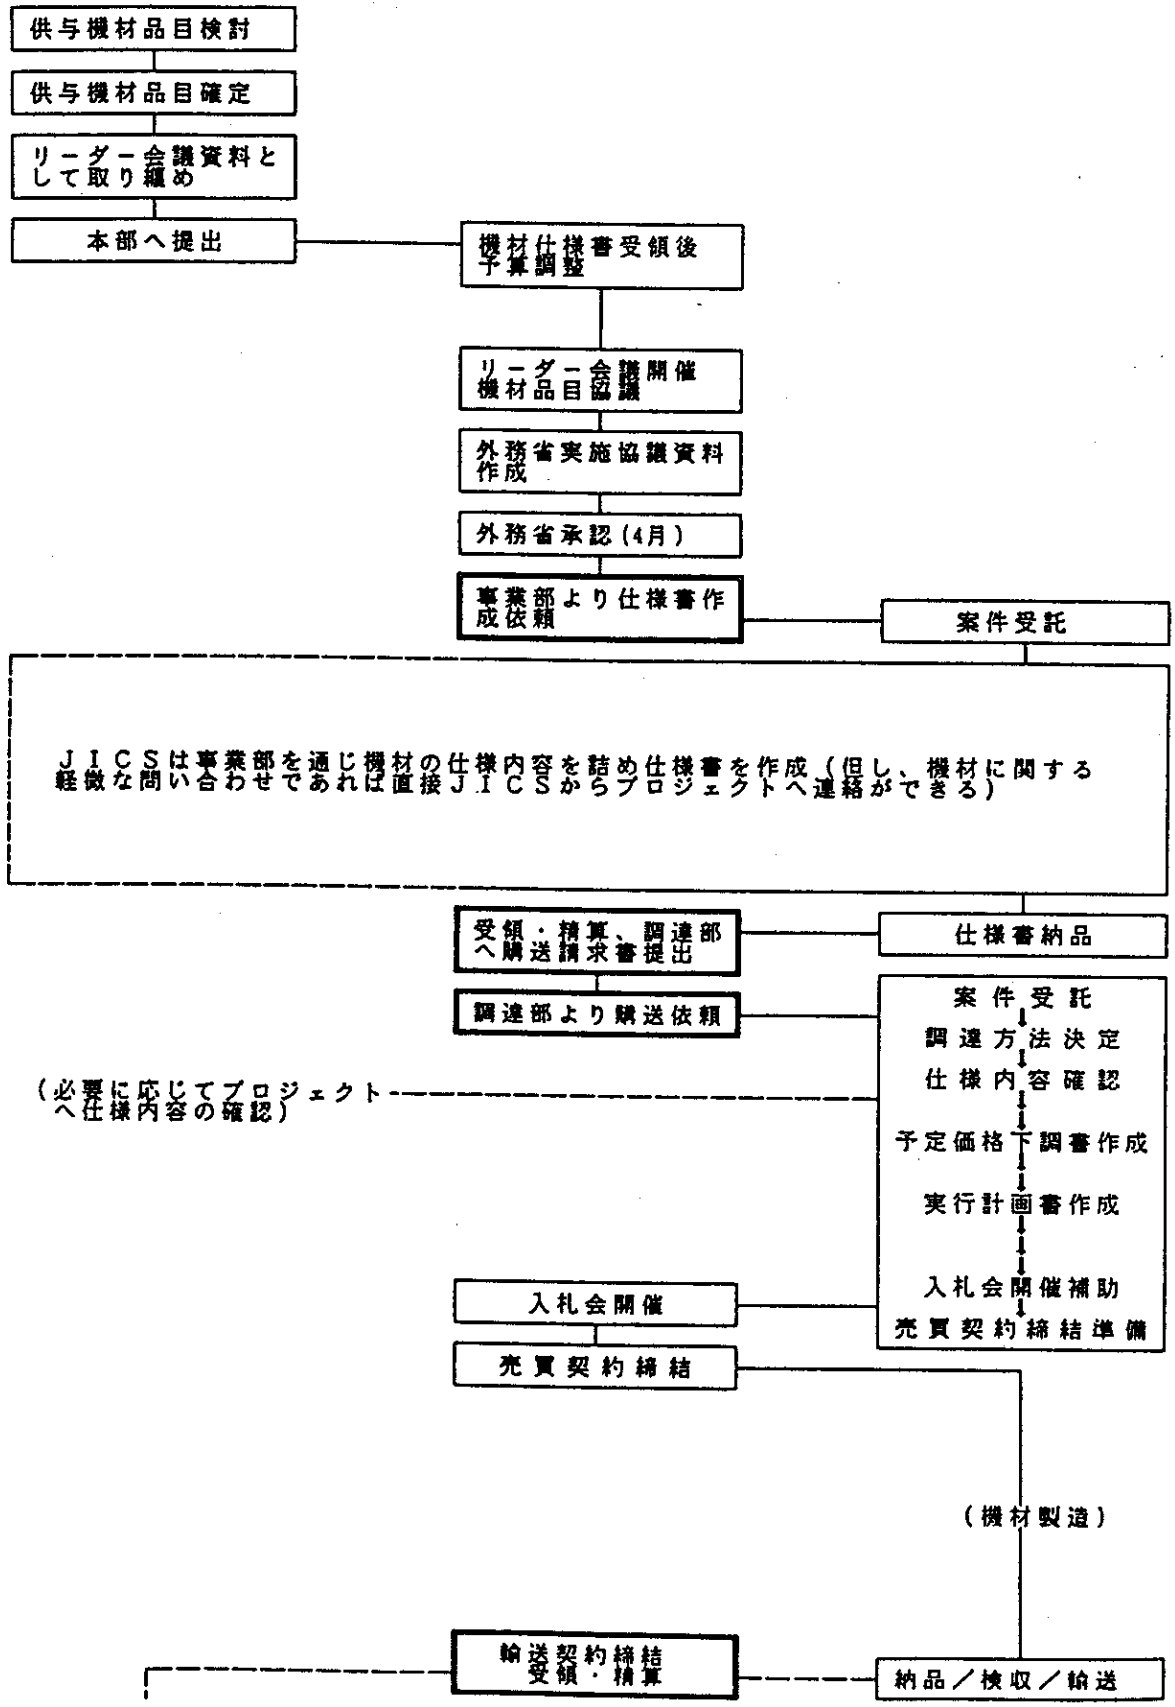 供与機材品目検討
供与機材品目確定
リーダー会議資料と
して取り纏め
本部へ提出
機材仕様書受領後
予算調整
リーダー会議開催
機材品目協議
外務省実施協議資料
作成
外務省承認(4月)
事業部より仕様書作
成依頼
案件受託
JICSは事業部を通じ機材の仕様内容を詰め仕様書を作成(但し、機材に関する
軽微な問い合わせであれば直接JICSからプロジェクトへ連絡ができる)
受領・精算、調達部
へ購送請求書提出
仕様書納品
調達部より購送依頼
案件受託
調達方法決定
仕様内容確認
(必要に応じてプロジェクト
へ仕様内容の確認)
予定価格下調書作成
実行計画書作成
入札会開催補助
売買契約締結準備
入札会開催
売買契約締結
(機材製造)
輸送契約締結
受領・精算
納品/検収/輸送